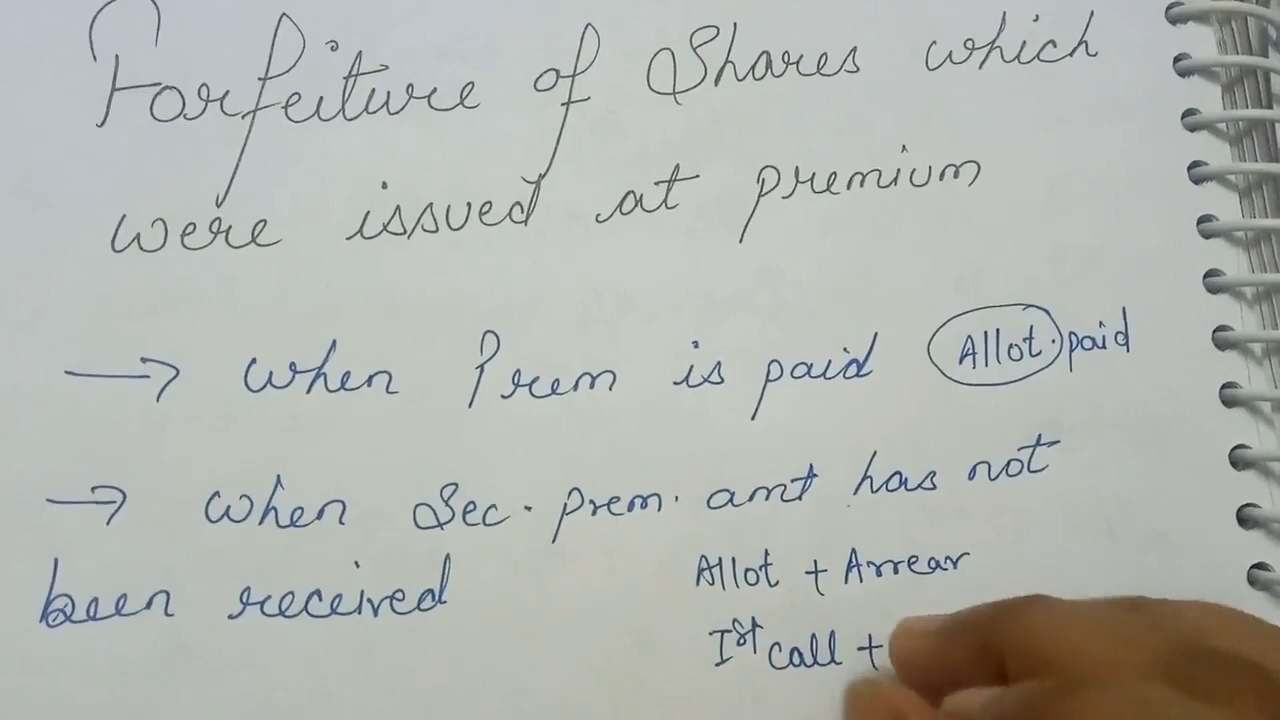 Forfeiture of Shares which
were issued at premium
→ when Prem is paid Allot. paid
→ when Sec. prem. amt has not
been received
Allot + Arrear
Ist call +